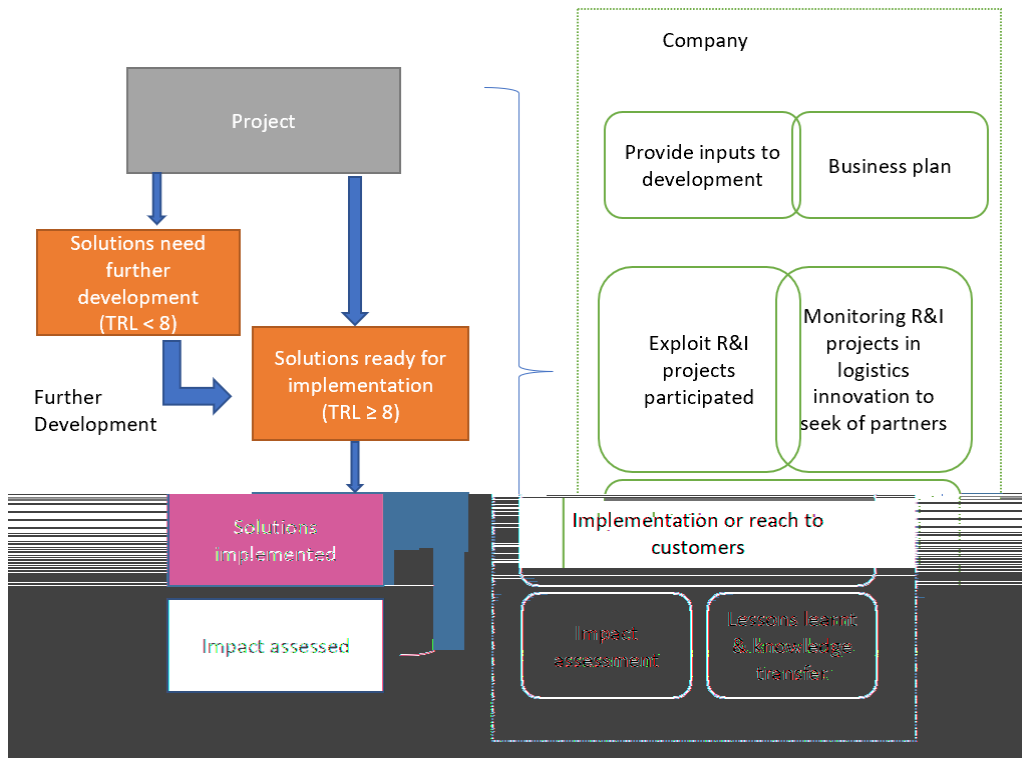 Project
Solutions need
further
development
(TRL < 8)
Solutions ready for
implementation
(TRL ≥ 8)
Further
Development
Solutions
implemented
Impact assessed
Company
Provide inputs to
development
Business plan
Exploit R&I
projects
participated
Monitoring R&I
projects in
logistics
innovation to
seek of partners
Implementation or reach to
customers
Impact
assessment
Lessons learnt
& knowledge
transfer